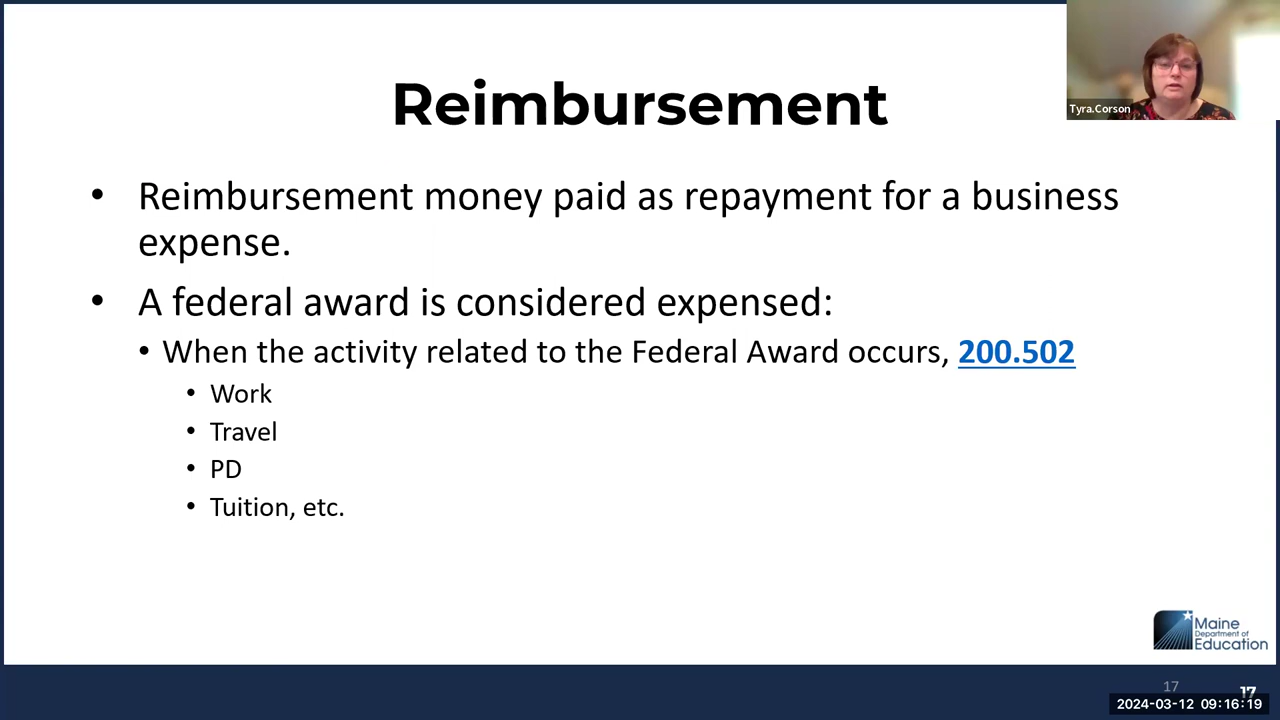 Reimbursement
Tyra.Corson
• Reimbursement money paid as repayment for a business
expense.
• A federal award is considered expensed:
• When the activity related to the Federal Award occurs, 200.502
• Work
• Travel
• PD
• Tuition, etc.
Maine
Department of
Education
17
17
2024-03-12 09:16:19